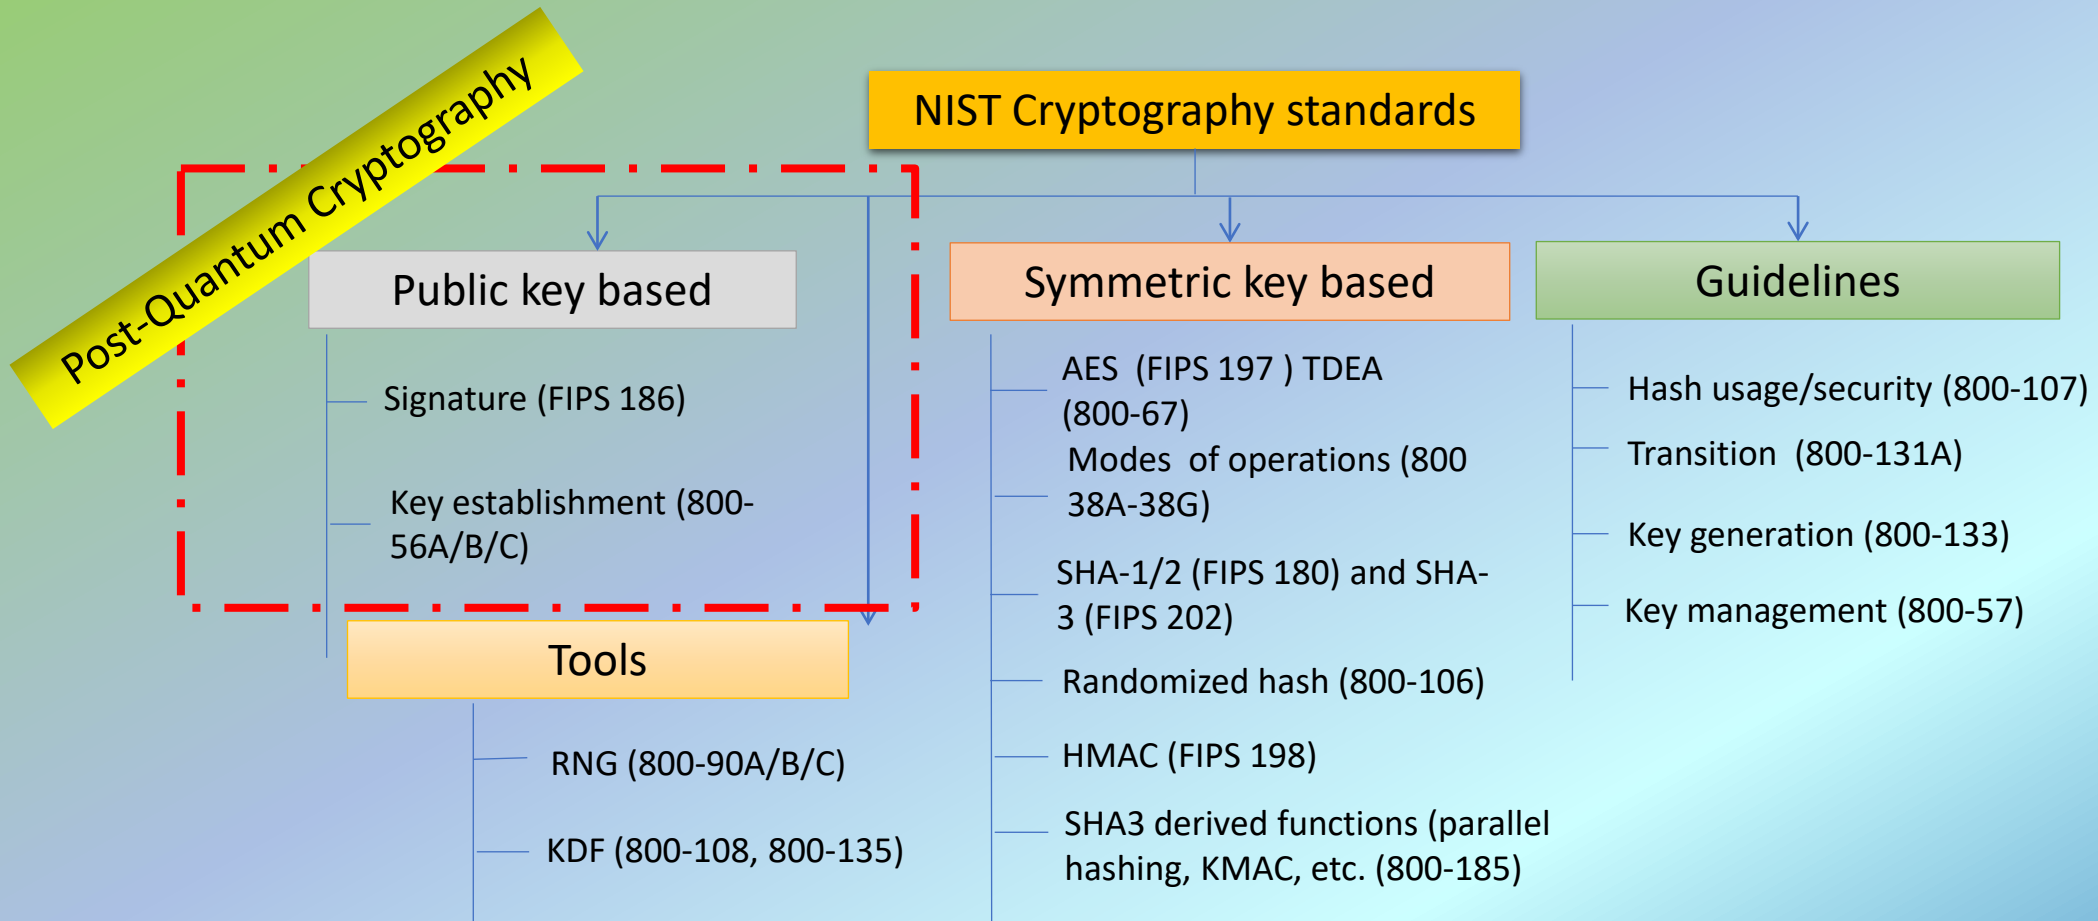 Post-Quantum Cryptography
NIST Cryptography standards
Public key based
Signature (FIPS 186)
Key establishment (800-
56A/B/C)
Tools
RNG (800-90A/B/C)
KDF (800-108, 800-135)
Symmetric key based
AES (FIPS 197 ) TDEA
(800-67)
Modes of operations (800
38A-38G)
SHA-1/2 (FIPS 180) and SHA-
3 (FIPS 202)
Randomized hash (800-106)
HMAC (FIPS 198)
SHA3 derived functions (parallel
hashing, KMAC, etc. (800-185)
Guidelines
Hash usage/security (800-107)
Transition (800-131A)
Key generation (800-133)
Key management (800-57)